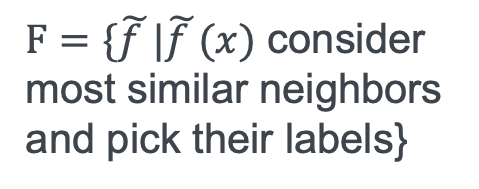 F = {f̃ |f̃ (x) consider
most similar neighbors
and pick their labels}